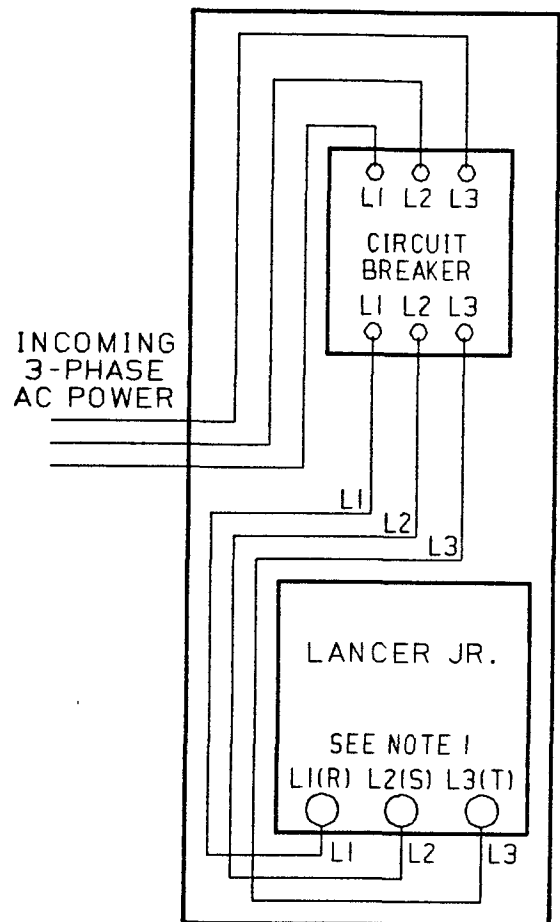 L1 L2 L3
CIRCUIT
BREAKER
L1 L2 L3
INCOMING
3-PHASE
AC POWER
L1
L2
L3
LANCER JR.
SEE NOTE 1
L1(R) L2(S) L3(T)
L1 L2 L3